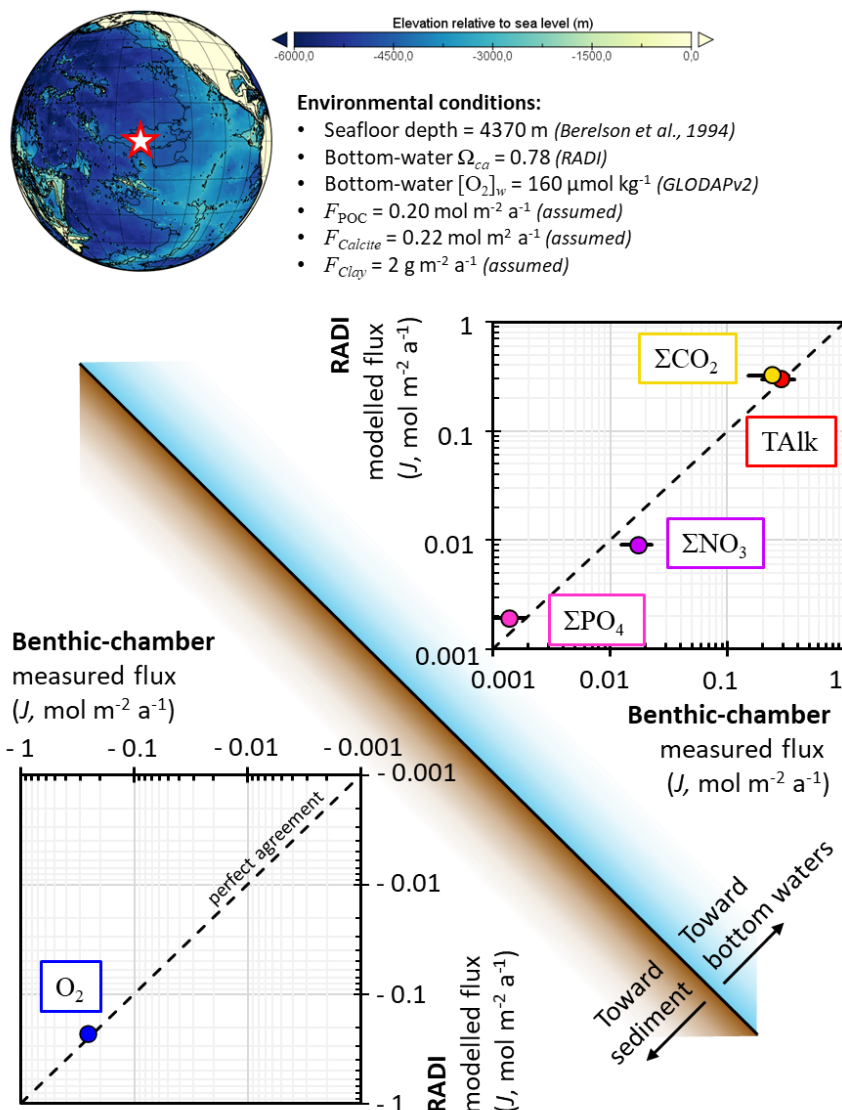 Elevation relative to sea level (m)
-6000,0 -4500,0 -3000,0 -1500,0 0,0
Environmental conditions:
• Seafloor depth = 4370 m (Berelson et al., 1994)
• Bottom-water Ωca = 0.78 (RADI)
• Bottom-water [O₂]w = 160 µmol kg⁻¹ (GLODAPv2)
• FPOC = 0.20 mol m⁻² a⁻¹ (assumed)
• FCalcite = 0.22 mol m² a⁻¹ (assumed)
• FClay = 2 g m⁻² a⁻¹ (assumed)
RADI
modelled flux
(J, mol m⁻² a⁻¹)
1
0.1
0.01
0.001
ΣCO₂
TAlk
ΣNO₃
ΣPO₄
0.001 0.01 0.1 1
Benthic-chamber
measured flux
(J, mol m⁻² a⁻¹)
Benthic-chamber
measured flux
(J, mol m⁻² a⁻¹)
- 1 - 0.1 - 0.01 - 0.001
- 0.001
- 0.01
- 0.1
- 1
perfect agreement
O₂
RADI
modelled flux
(J, mol m⁻² a⁻¹)
Toward
bottom waters
Toward
sediment